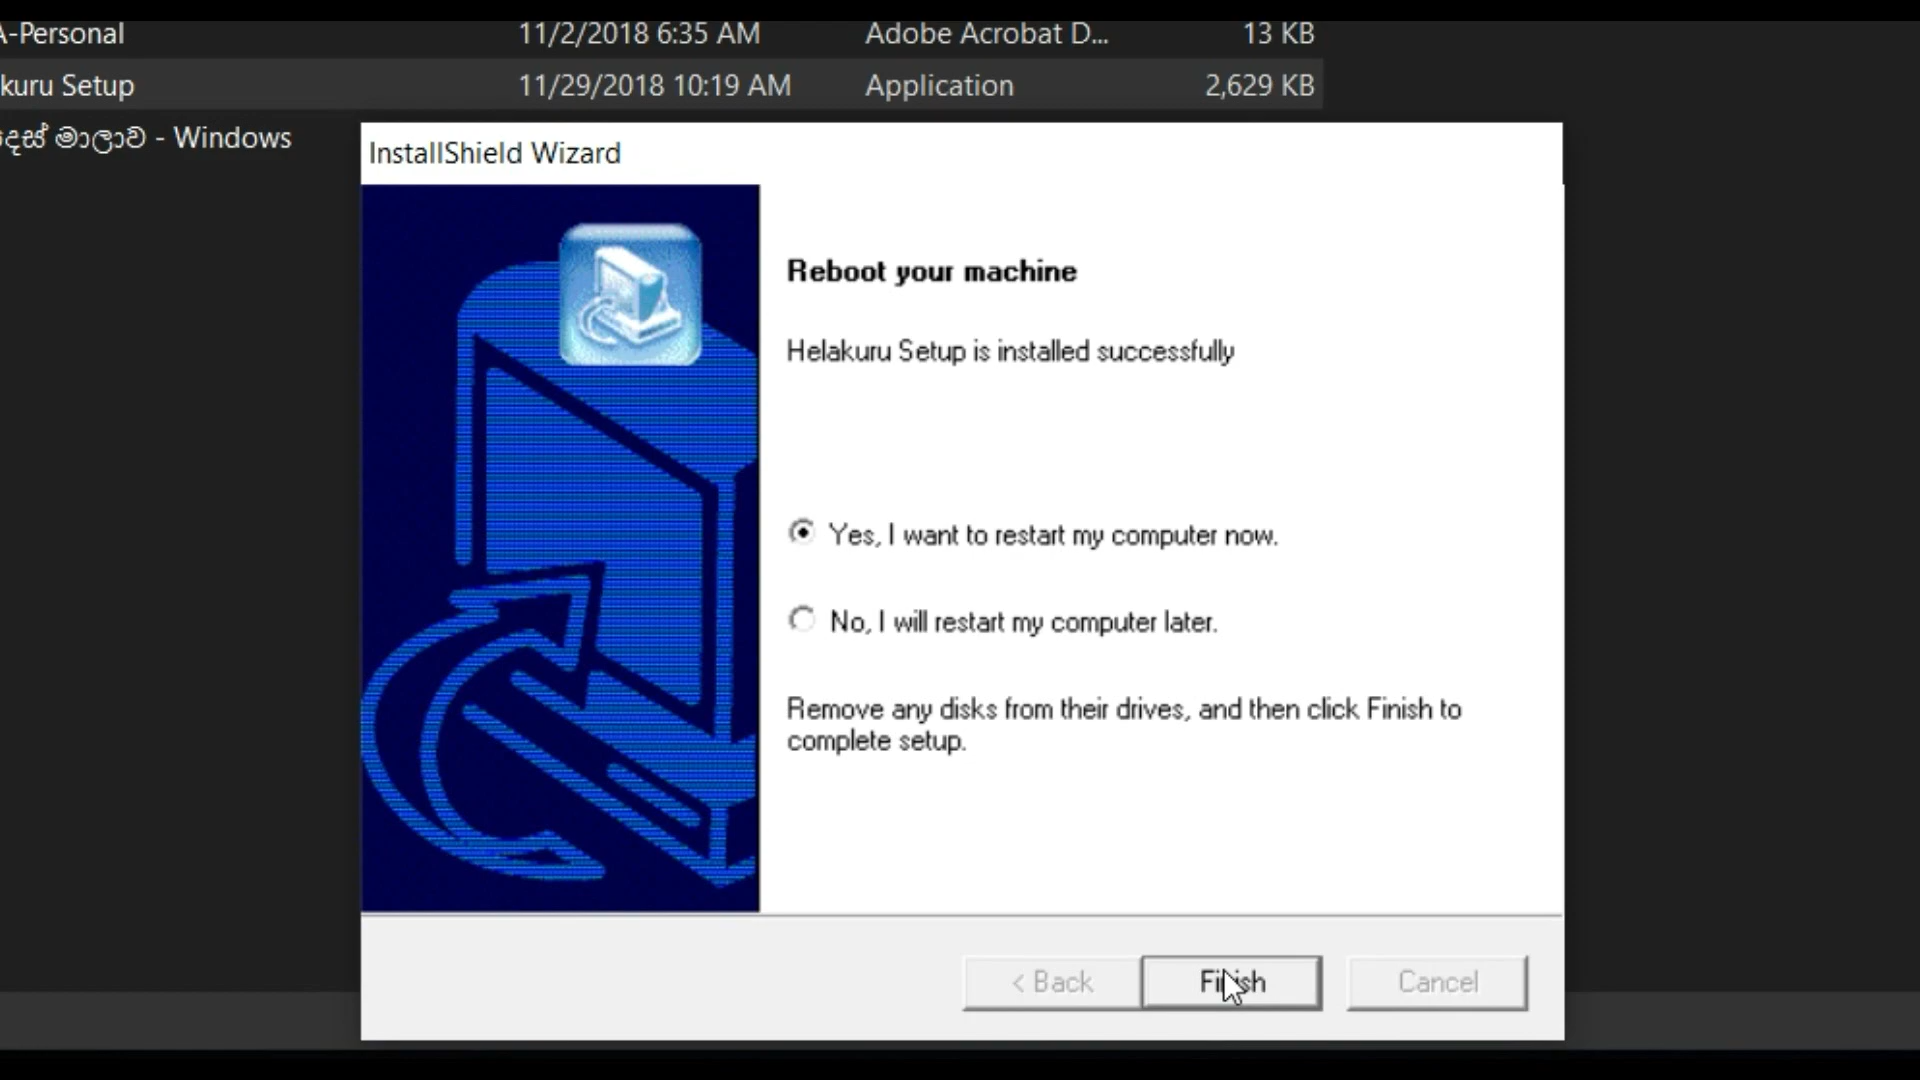 A-Personal 11/2/2018 6:35 AM Adobe Acrobat D... 13 KB
kuru Setup 11/29/2018 10:19 AM Application 2,629 KB
දෙස් මාලාව - Windows
InstallShield Wizard
Reboot your machine
Helakuru Setup is installed successfully
Yes, I want to restart my computer now.
No, I will restart my computer later.
Remove any disks from their drives, and then click Finish to
complete setup.
< Back Finish Cancel